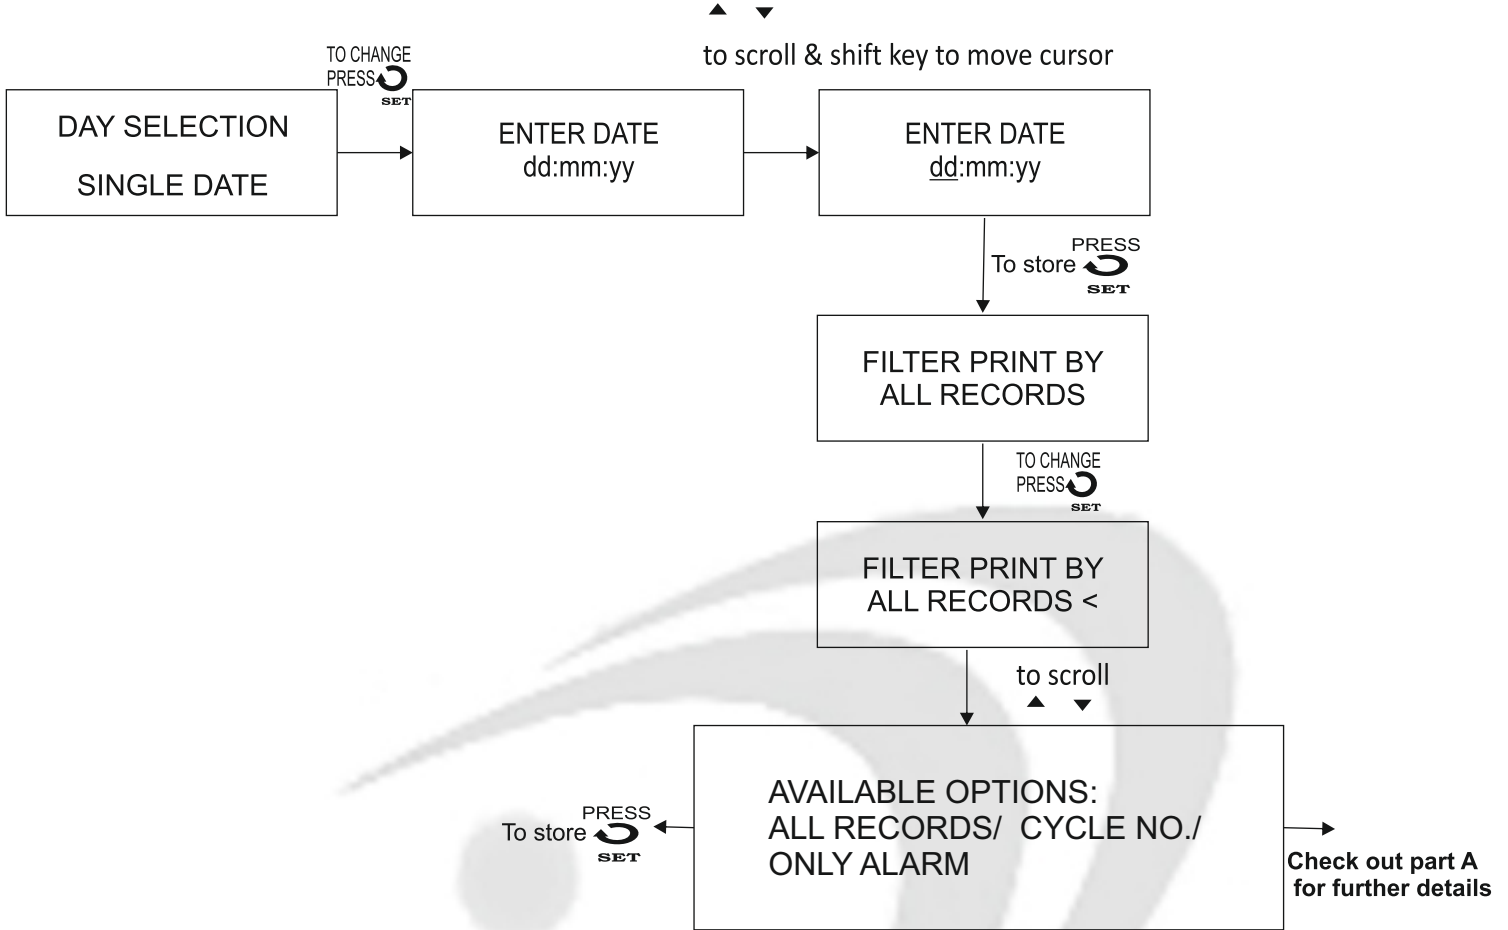 ▲ ▼
to scroll & shift key to move cursor
TO CHANGE
PRESS
SET
DAY SELECTION
SINGLE DATE
ENTER DATE
dd:mm:yy
ENTER DATE
dd:mm:yy
PRESS
To store
SET
FILTER PRINT BY
ALL RECORDS
TO CHANGE
PRESS
SET
FILTER PRINT BY
ALL RECORDS <
to scroll
▲ ▼
AVAILABLE OPTIONS:
ALL RECORDS/ CYCLE NO./
ONLY ALARM
PRESS
To store
SET
Check out part A
for further details